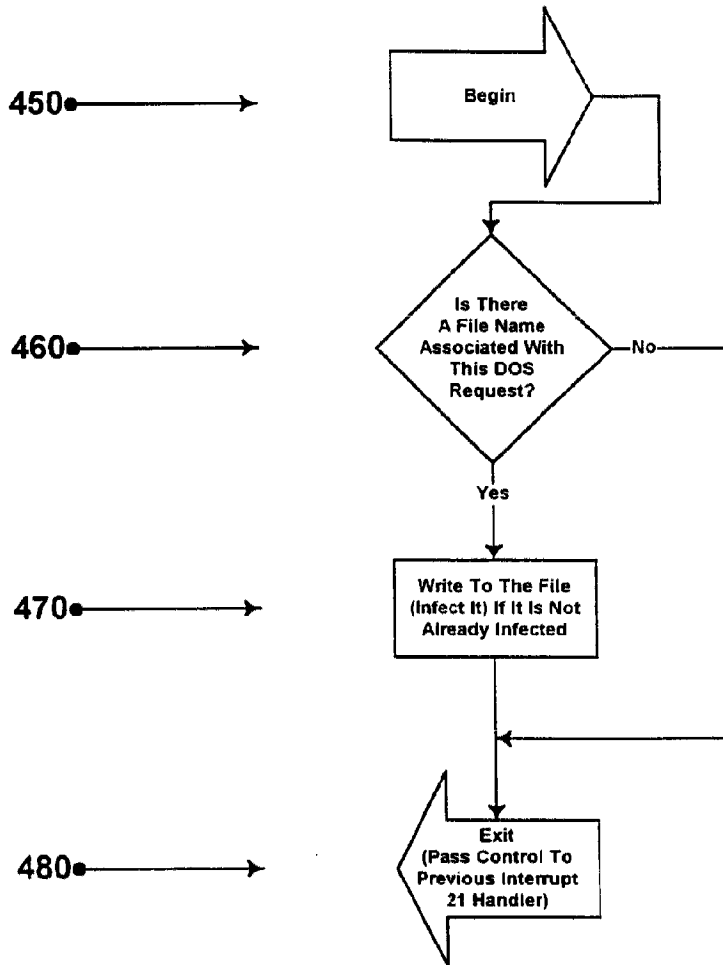 450
Begin
460
Is There
A File Name
Associated With
This DOS
Request?
No
Yes
470
Write To The File
(Infect It) If It Is Not
Already Infected
480
Exit
(Pass Control To
Previous Interrupt
21 Handler)